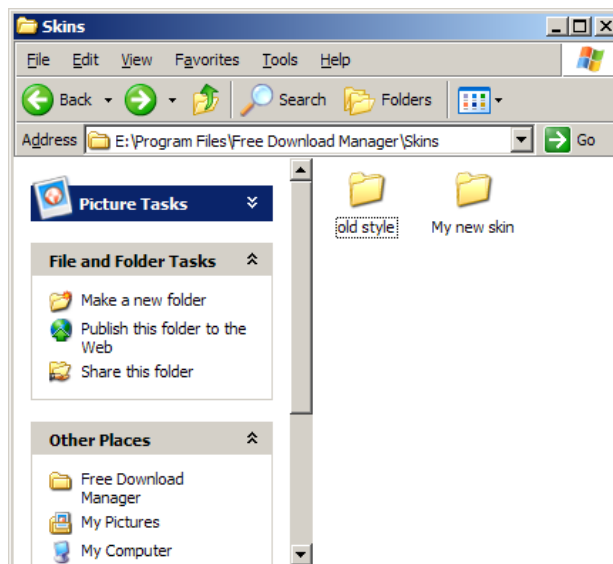 Skins
File Edit View Favorites Tools Help
Back Search Folders
Address E:\Program Files\Free Download Manager\Skins Go
Picture Tasks
File and Folder Tasks
Make a new folder
Publish this folder to the
Web
Share this folder
Other Places
Free Download
Manager
My Pictures
My Computer
old style My new skin